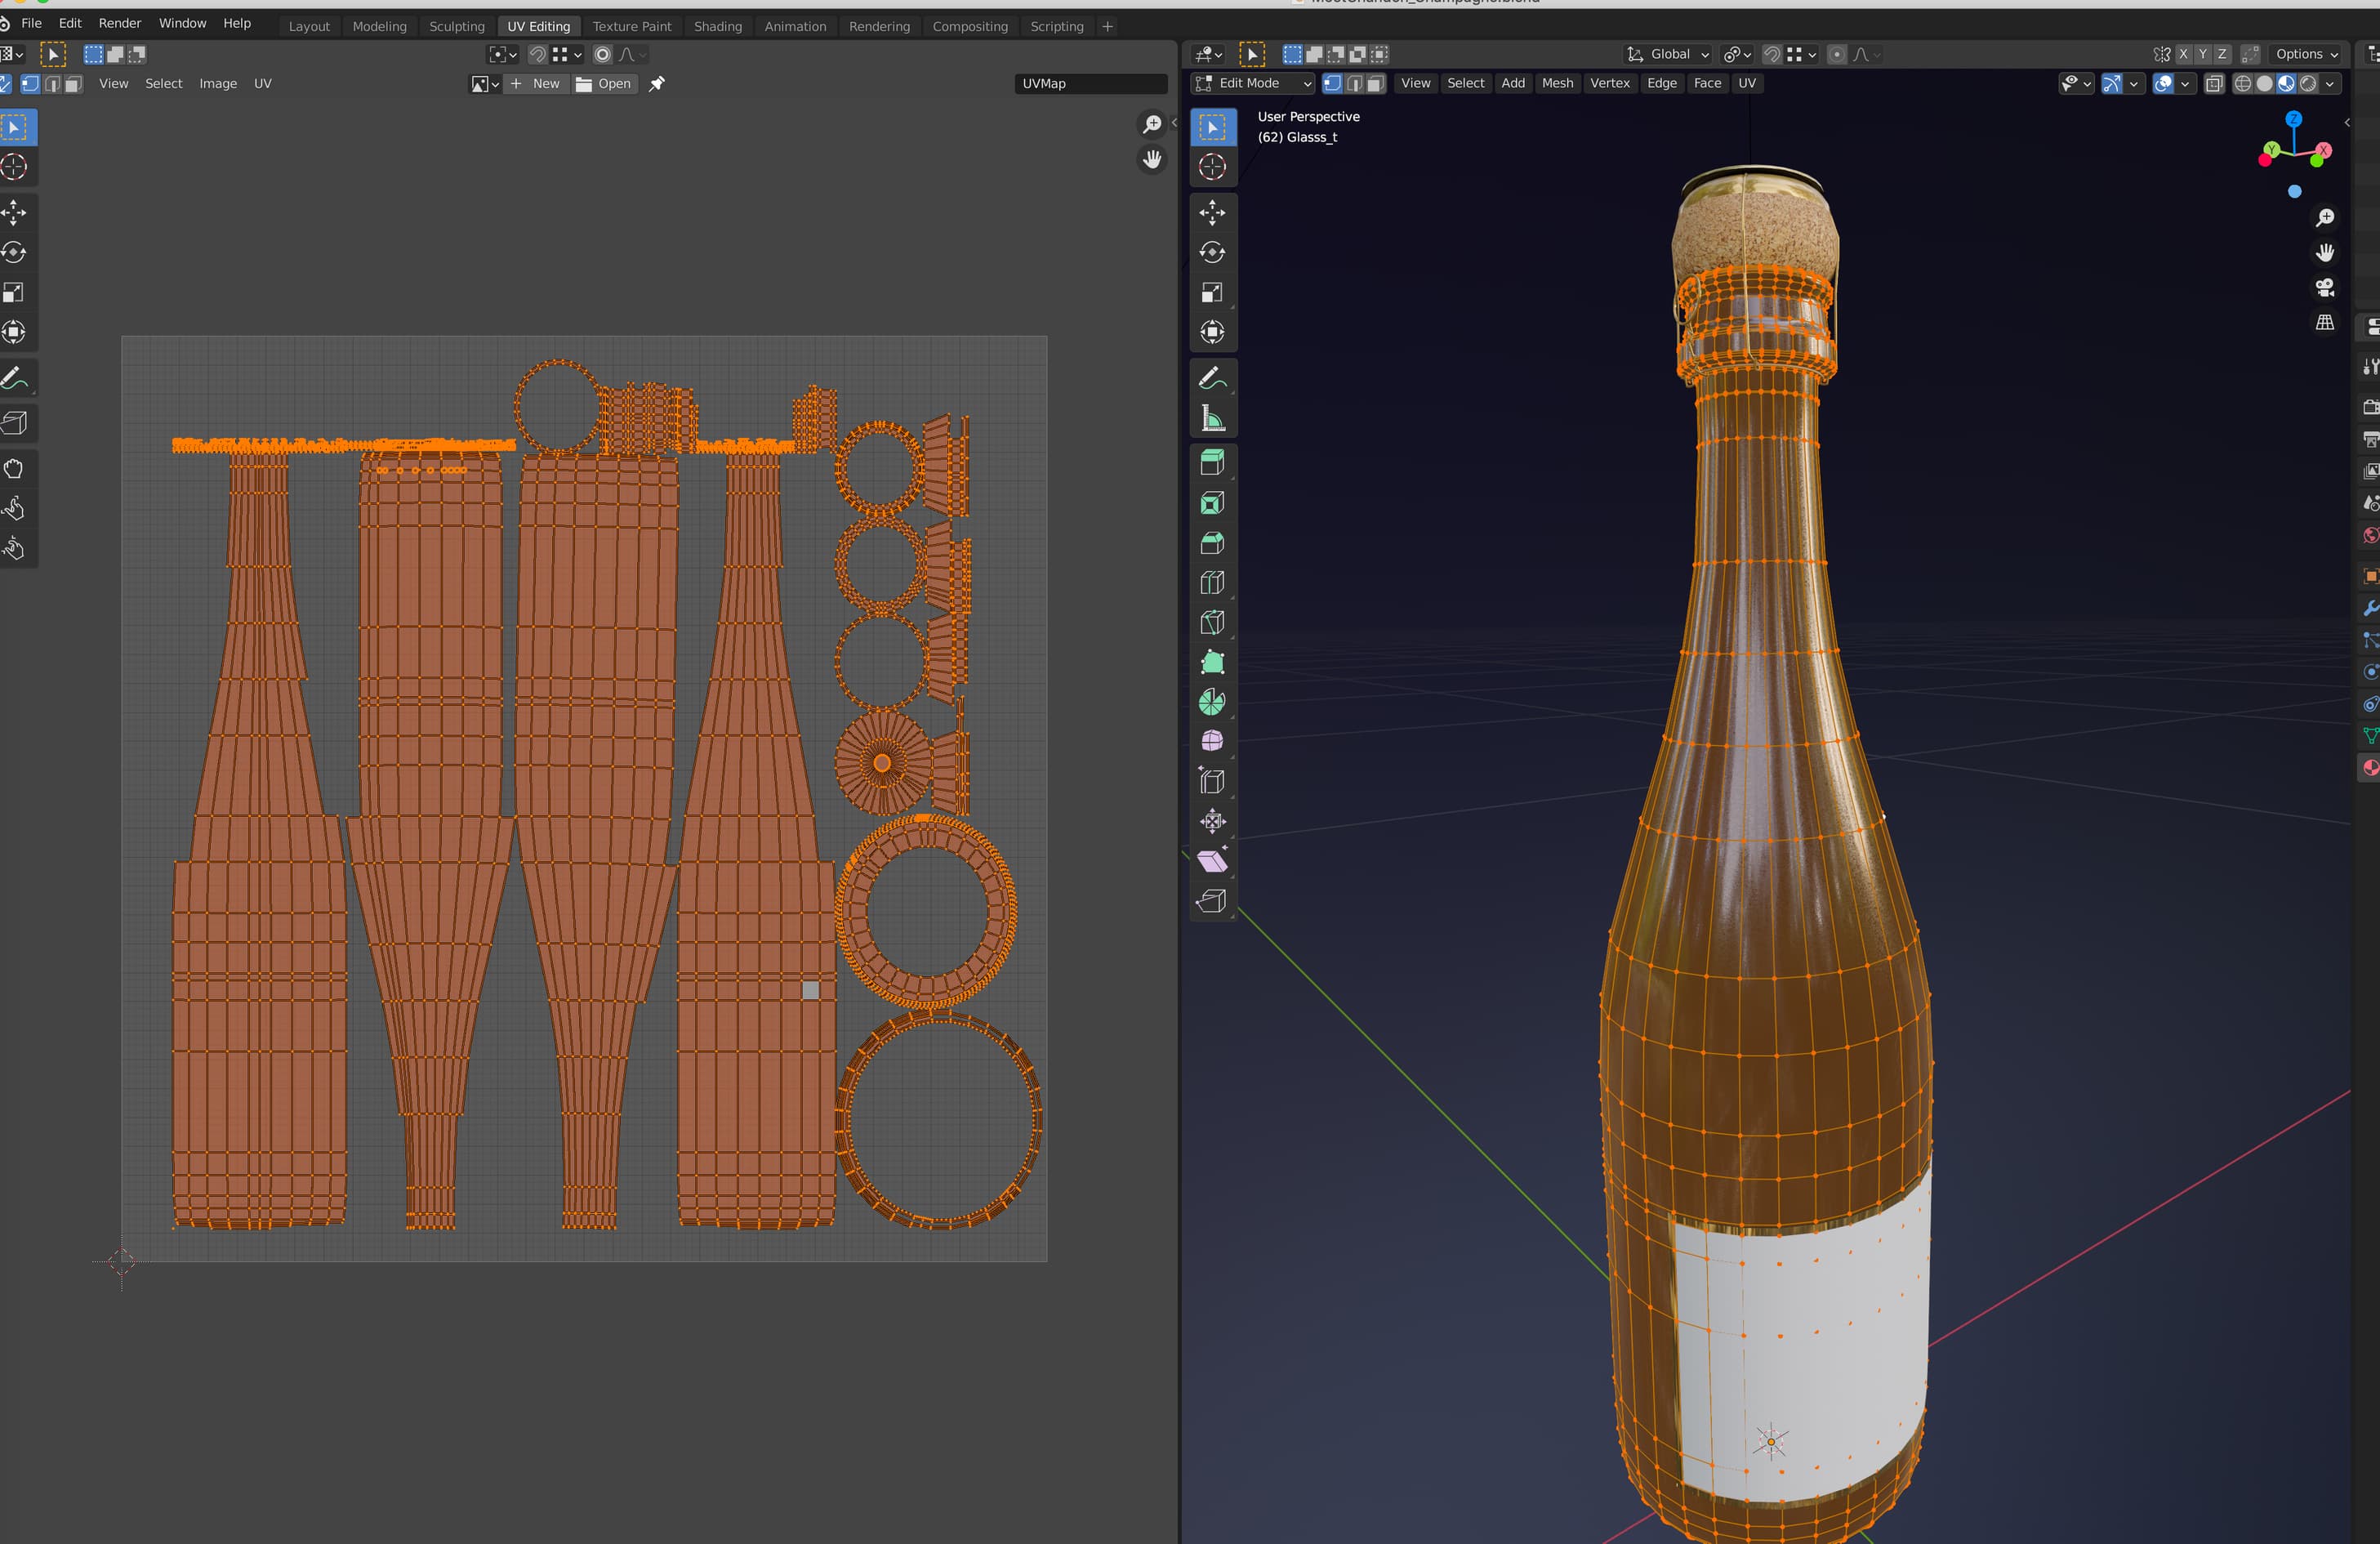 MoetChandon_Champagne.blend
File Edit Render Window Help Layout Modeling Sculpting UV Editing Texture Paint Shading Animation Rendering Compositing Scripting +
Global X Y Z Options
View Select Image UV + New Open UVMap
Edit Mode View Select Add Mesh Vertex Edge Face UV
User Perspective
(62) Glasss_t
Z
Y X